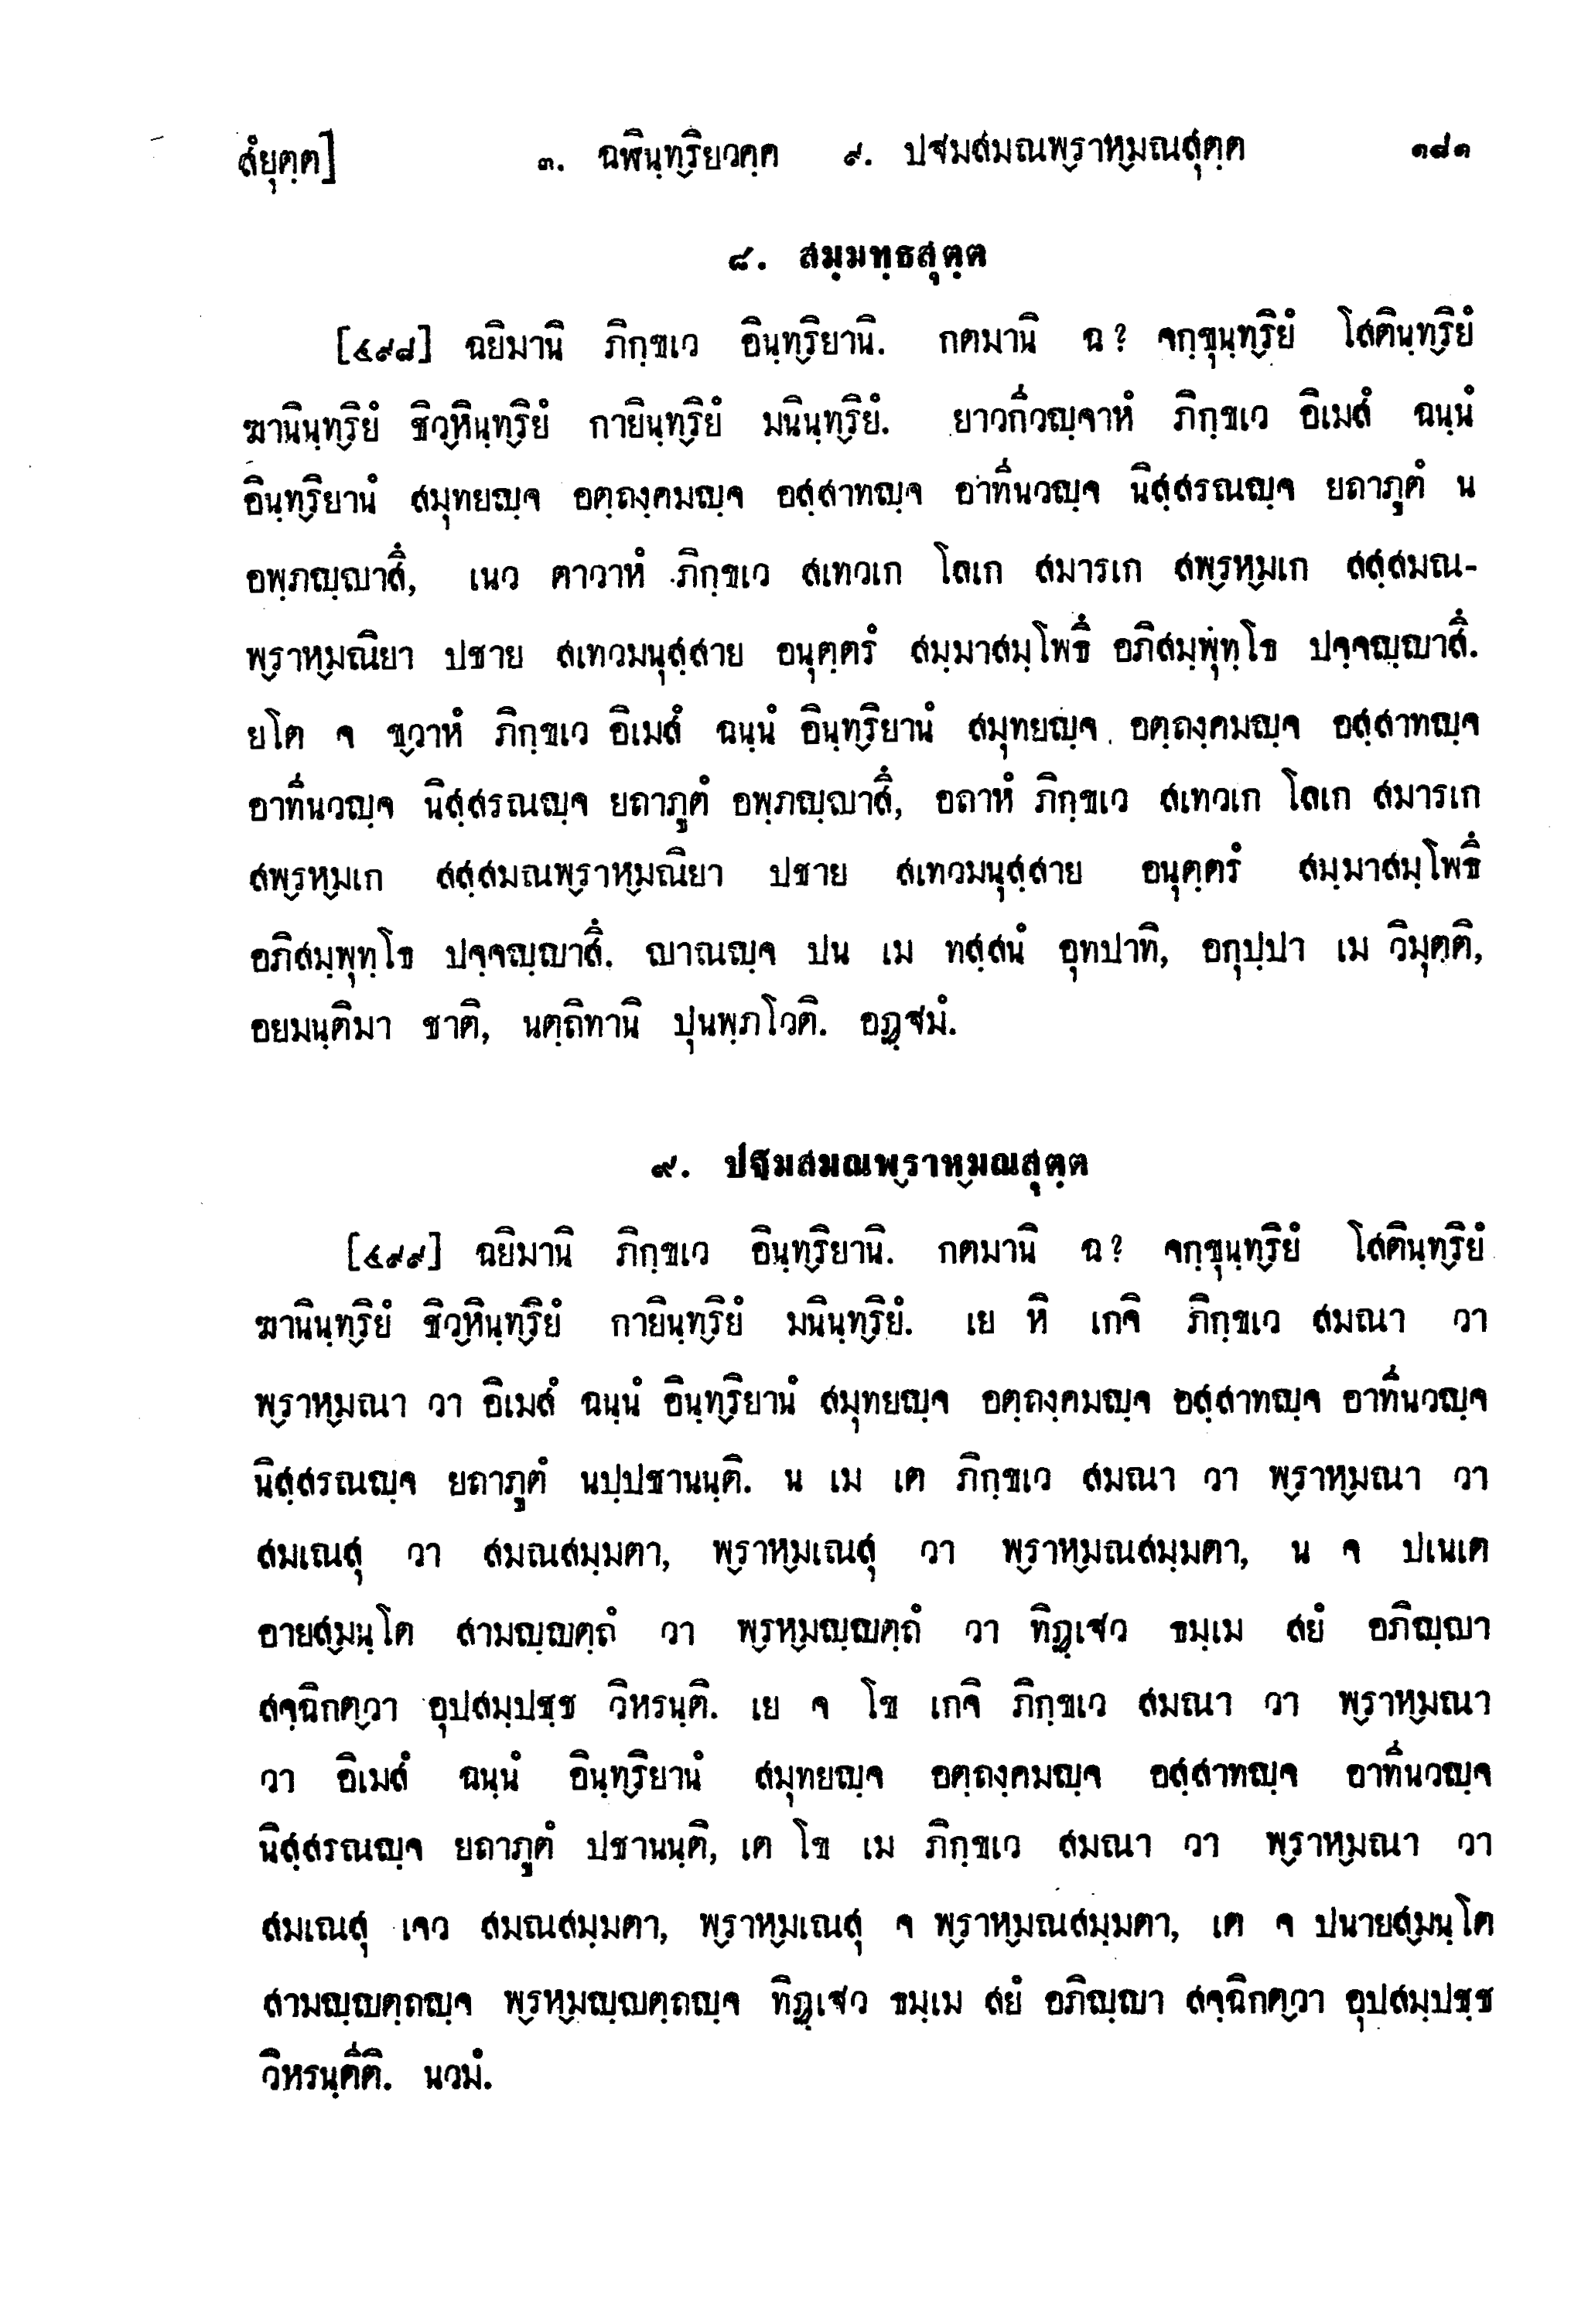 สํยุตฺต]	๓. ฉฬินฺทฺริยวคฺค ๙. ปฐมสมณพฺราหฺมณสุตฺต	๑๘๑
๘. สมฺมทฺธสุตฺต
[๔๙๘] ฉยิมานิ ภิกฺขเว อินฺทฺริยานิ. กตมานิ ฉ? จกฺขุนฺทฺริยํ โสตินฺทฺริยํ
ฆานินฺทฺริยํ ชิวฺหินฺทฺริยํ กายินฺทฺริยํ มนินฺทฺริยํ. ยาวกีวญฺจาหํ ภิกฺขเว อิเมสํ ฉนฺนํ
อินฺทฺริยานํ สมุทยญฺจ อตฺถงฺคมญฺจ อสฺสาทญฺจ อาทีนวญฺจ นิสฺสรณญฺจ ยถาภูตํ น
อพฺภญฺญาสึ, เนว ตาวาหํ ภิกฺขเว สเทวเก โลเก สมารเก สพฺรหฺมเก สสฺสมณ-
พฺราหฺมณิยา ปชาย สเทวมนุสฺสาย อนุตฺตรํ สมฺมาสมฺโพธึ อภิสมฺพุทฺโธ ปจฺจญฺญาสึ.
ยโต จ ขฺวาหํ ภิกฺขเว อิเมสํ ฉนฺนํ อินฺทฺริยานํ สมุทยญฺจ อตฺถงฺคมญฺจ อสฺสาทญฺจ
อาทีนวญฺจ นิสฺสรณญฺจ ยถาภูตํ อพฺภญฺญาสึ, อถาหํ ภิกฺขเว สเทวเก โลเก สมารเก
สพฺรหฺมเก สสฺสมณพฺราหฺมณิยา ปชาย สเทวมนุสฺสาย อนุตฺตรํ สมฺมาสมฺโพธึ
อภิสมฺพุทฺโธ ปจฺจญฺญาสึ. ญาณญฺจ ปน เม ทสฺสนํ อุทปาทิ, อกุปฺปา เม วิมุตฺติ,
อยมนฺติมา ชาติ, นตฺถิทานิ ปุนพฺภโวติ. อฏฺฐมํ.
๙. ปฐมสมณพฺราหฺมณสุตฺต
[๔๙๙] ฉยิมานิ ภิกฺขเว อินฺทฺริยานิ. กตมานิ ฉ? จกฺขุนฺทฺริยํ โสตินฺทฺริยํ
ฆานินฺทฺริยํ ชิวฺหินฺทฺริยํ กายินฺทฺริยํ มนินฺทฺริยํ. เย หิ เกจิ ภิกฺขเว สมณา วา
พฺราหฺมณา วา อิเมสํ ฉนฺนํ อินฺทฺริยานํ สมุทยญฺจ อตฺถงฺคมญฺจ อสฺสาทญฺจ อาทีนวญฺจ
นิสฺสรณญฺจ ยถาภูตํ นปฺปชานนฺติ. น เม เต ภิกฺขเว สมณา วา พฺราหฺมณา วา
สมเณสุ วา สมณสมฺมตา, พฺราหฺมเณสุ วา พฺราหฺมณสมฺมตา, น จ ปเนเต
อายสฺมนฺโต สามญฺญตฺถํ วา พฺรหฺมญฺญตฺถํ วา ทิฏฺเฐว ธมฺเม สยํ อภิญฺญา
สจฺฉิกตฺวา อุปสมฺปชฺช วิหรนฺติ. เย จ โข เกจิ ภิกฺขเว สมณา วา พฺราหฺมณา
วา อิเมสํ ฉนฺนํ อินฺทฺริยานํ สมุทยญฺจ อตฺถงฺคมญฺจ อสฺสาทญฺจ อาทีนวญฺจ
นิสฺสรณญฺจ ยถาภูตํ ปชานนฺติ, เต โข เม ภิกฺขเว สมณา วา พฺราหฺมณา วา
สมเณสุ เจว สมณสมฺมตา, พฺราหฺมเณสุ จ พฺราหฺมณสมฺมตา, เต จ ปนายสฺมนฺโต
สามญฺญตฺถญฺจ พฺรหฺมญฺญตฺถญฺจ ทิฏฺเฐว ธมฺเม สยํ อภิญฺญา สจฺฉิกตฺวา อุปสมฺปชฺช
วิหรนฺตีติ. นวมํ.